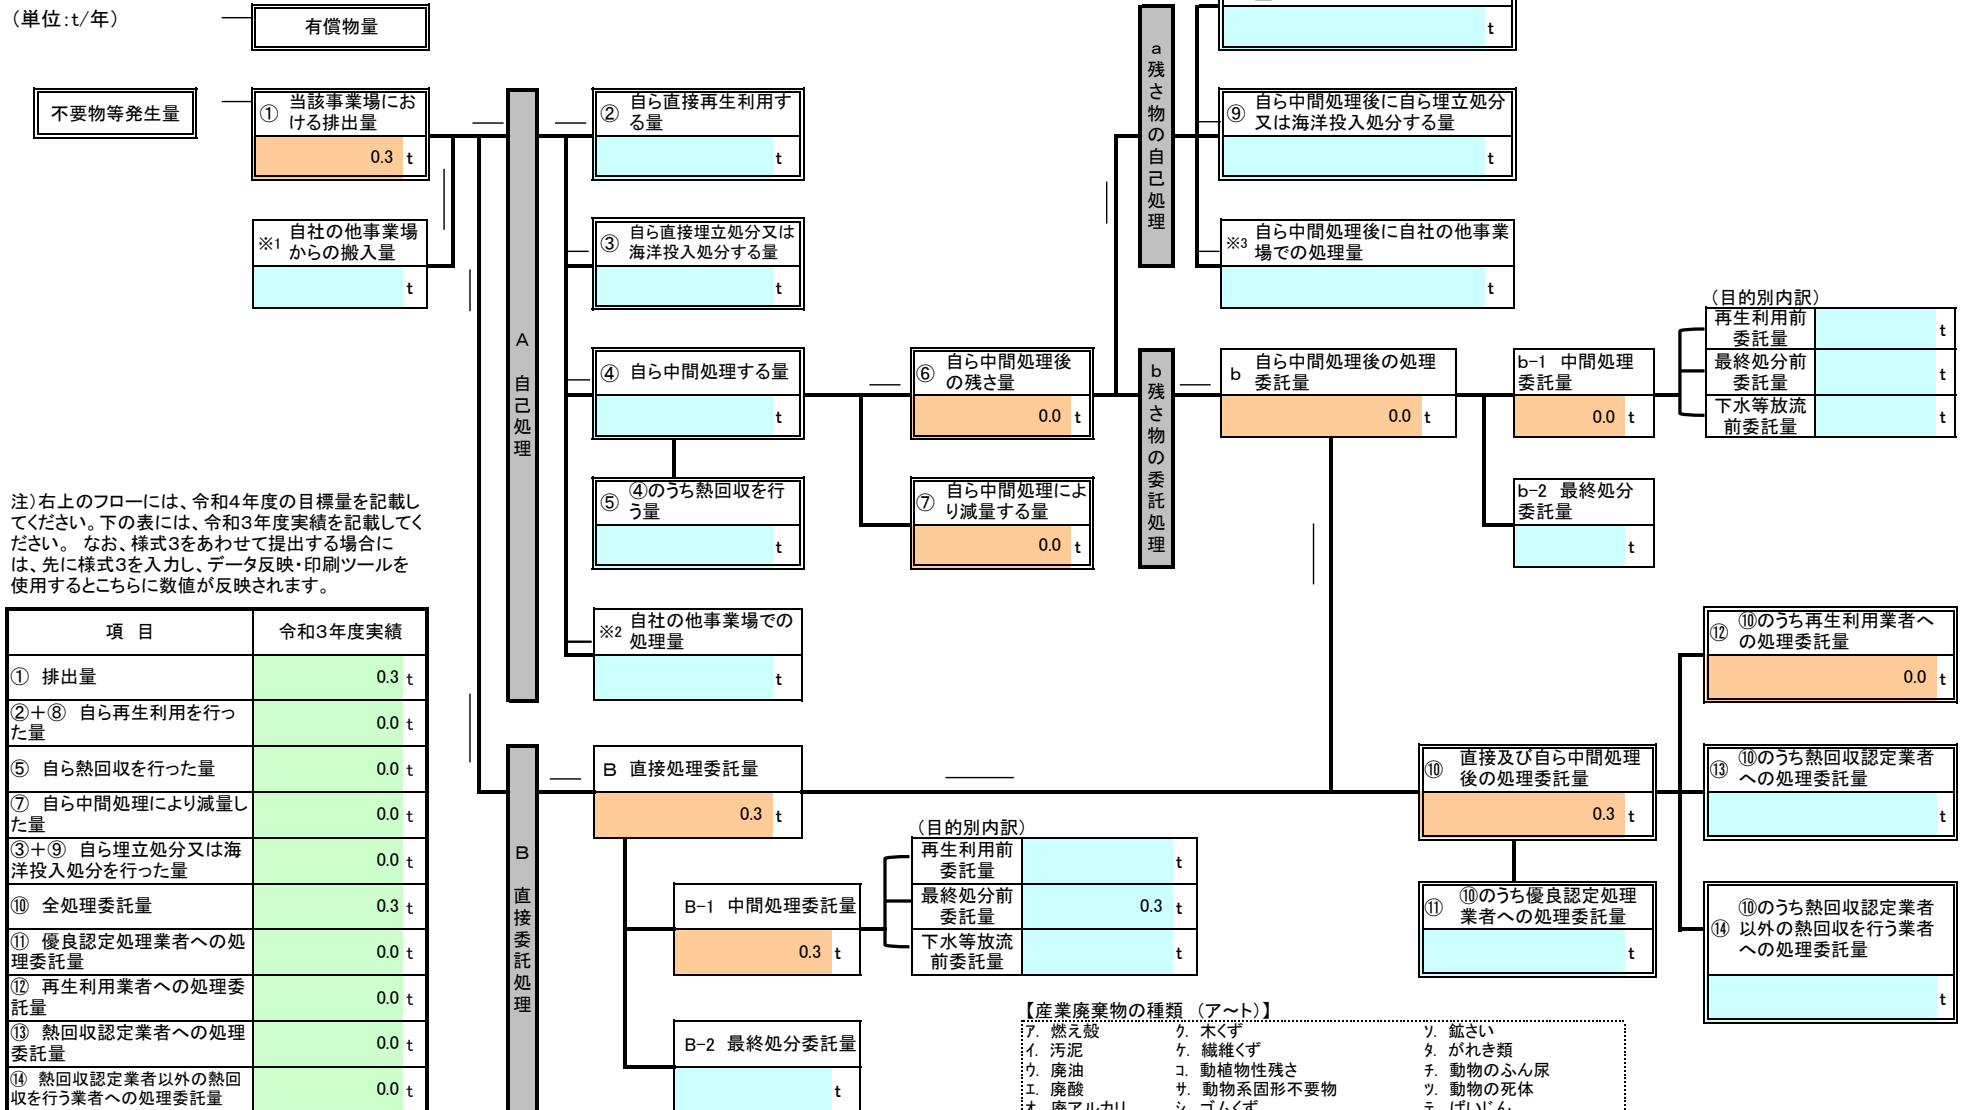 （単位：t/年）
有償物量
t
不要物等発生量
① 当該事業場にお
ける排出量
0.3 t
※1 自社の他事業場
からの搬入量
t
A 自己処理
② 自ら直接再生利用す
る量
t
③ 自ら直接埋立処分又は
海洋投入処分する量
t
④ 自ら中間処理する量
t
⑤ ④のうち熱回収を行
う量
t
※2 自社の他事業場での
処理量
t
⑥ 自ら中間処理後
の残さ量
0.0 t
⑦ 自ら中間処理によ
り減量する量
0.0 t
a 残さ物の自己処理
⑨ 自ら中間処理後に自ら埋立処分
又は海洋投入処分する量
t
※3 自ら中間処理後に自社の他事業
場での処理量
t
b 残さ物の委託処理
b 自ら中間処理後の処理
委託量
0.0 t
b-1 中間処理
委託量
0.0 t
b-2 最終処分
委託量
t
（目的別内訳）
再生利用前
委託量
t
最終処分前
委託量
t
下水等放流
前委託量
t
注）右上のフローには、令和４年度の目標量を記載し
てください。下の表には、令和３年度実績を記載してく
ださい。 なお、様式３をあわせて提出する場合に
は、先に様式３を入力し、データ反映・印刷ツールを
使用するとこちらに数値が反映されます。
項 目 令和３年度実績
① 排出量 0.3 t
②＋⑧ 自ら再生利用を行っ
た量 0.0 t
⑤ 自ら熱回収を行った量 0.0 t
⑦ 自ら中間処理により減量し
た量 0.0 t
③＋⑨ 自ら埋立処分又は海
洋投入処分を行った量 0.0 t
⑩ 全処理委託量 0.3 t
⑪ 優良認定処理業者への処
理委託量 0.0 t
⑫ 再生利用業者への処理委
託量 0.0 t
⑬ 熱回収認定業者への処理
委託量 0.0 t
⑭ 熱回収認定業者以外の熱回
収を行う業者への処理委託量 0.0 t
B 直接委託処理
B 直接処理委託量
0.3 t
B-1 中間処理委託量
0.3 t
B-2 最終処分委託量
t
（目的別内訳）
再生利用前
委託量
t
最終処分前
委託量
0.3 t
下水等放流
前委託量
t
⑩ 直接及び自ら中間処理
後の処理委託量
0.3 t
⑪ ⑩のうち優良認定処理
業者への処理委託量
t
⑫ ⑩のうち再生利用業者へ
の処理委託量
0.0 t
⑬ ⑩のうち熱回収認定業者
への処理委託量
t
⑭ ⑩のうち熱回収認定業者
以外の熱回収を行う業者
への処理委託量
t
【産業廃棄物の種類 （ア～ト）】
ア. 燃え殻 ク. 木くず ソ. 鉱さい
イ. 汚泥 ケ. 繊維くず タ. がれき類
ウ. 廃油 コ. 動植物性残さ チ. 動物のふん尿
エ. 廃酸 サ. 動物系固形不要物 ツ. 動物の死体
オ. 廃アルカリ シ. ゴムくず テ. ばいじん